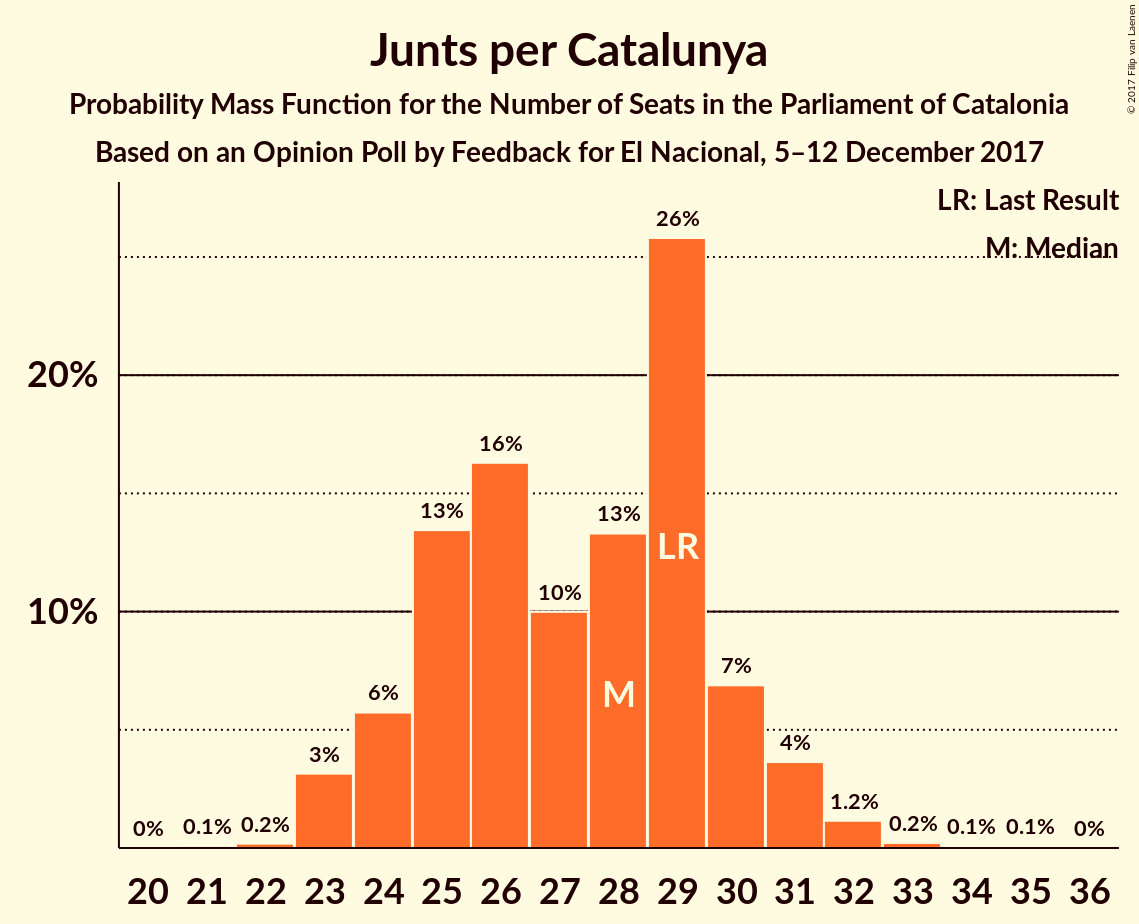 Junts per Catalunya
Probability Mass Function for the Number of Seats in the Parliament of Catalonia
Based on an Opinion Poll by Feedback for El Nacional, 5–12 December 2017
© 2017 Filip van Laenen
LR: Last Result
M: Median
26%
20%
16%
13%
13%
LR
10%
10%
7%
6%
M
4%
3%
1.2%
0%
0.1%
0.2%
0.2%
0.1%
0.1%
0%
20 21 22 23 24 25 26 27 28 29 30 31 32 33 34 35 36